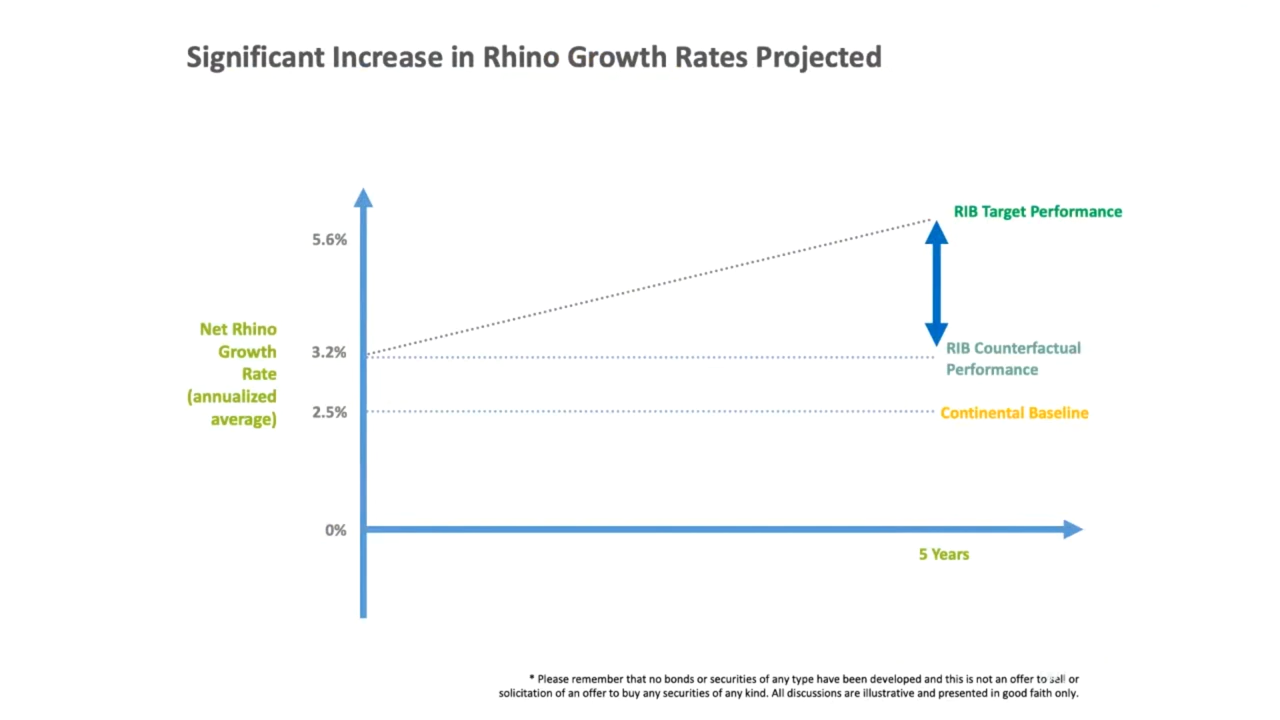 Significant Increase in Rhino Growth Rates Projected
RIB Target Performance
5.6%
Net Rhino
Growth
Rate
(annualized
average)
3.2%
RIB Counterfactual
Performance
2.5%
Continental Baseline
0%
5 Years
* Please remember that no bonds or securities of any type have been developed and this is not an offer to sell or
solicitation of an offer to buy any securities of any kind. All discussions are illustrative and presented in good faith only.